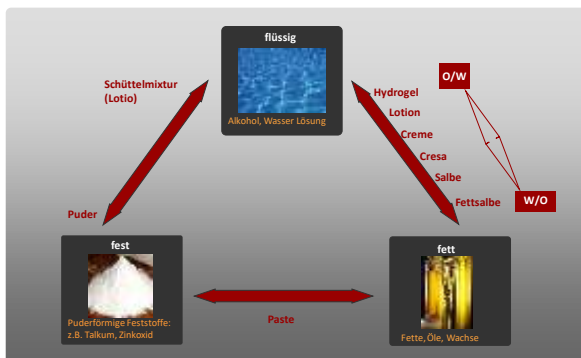 flüssig
Alkohol, Wasser Lösung
Schüttelmixtur
(Lotio)
Puder
Hydrogel
Lotion
Creme
Cresa
Salbe
Fettsalbe
O/W
W/O
fest
Puderförmige Feststoffe:
z.B. Talkum, Zinkoxid
Paste
fett
Fette, Öle, Wachse